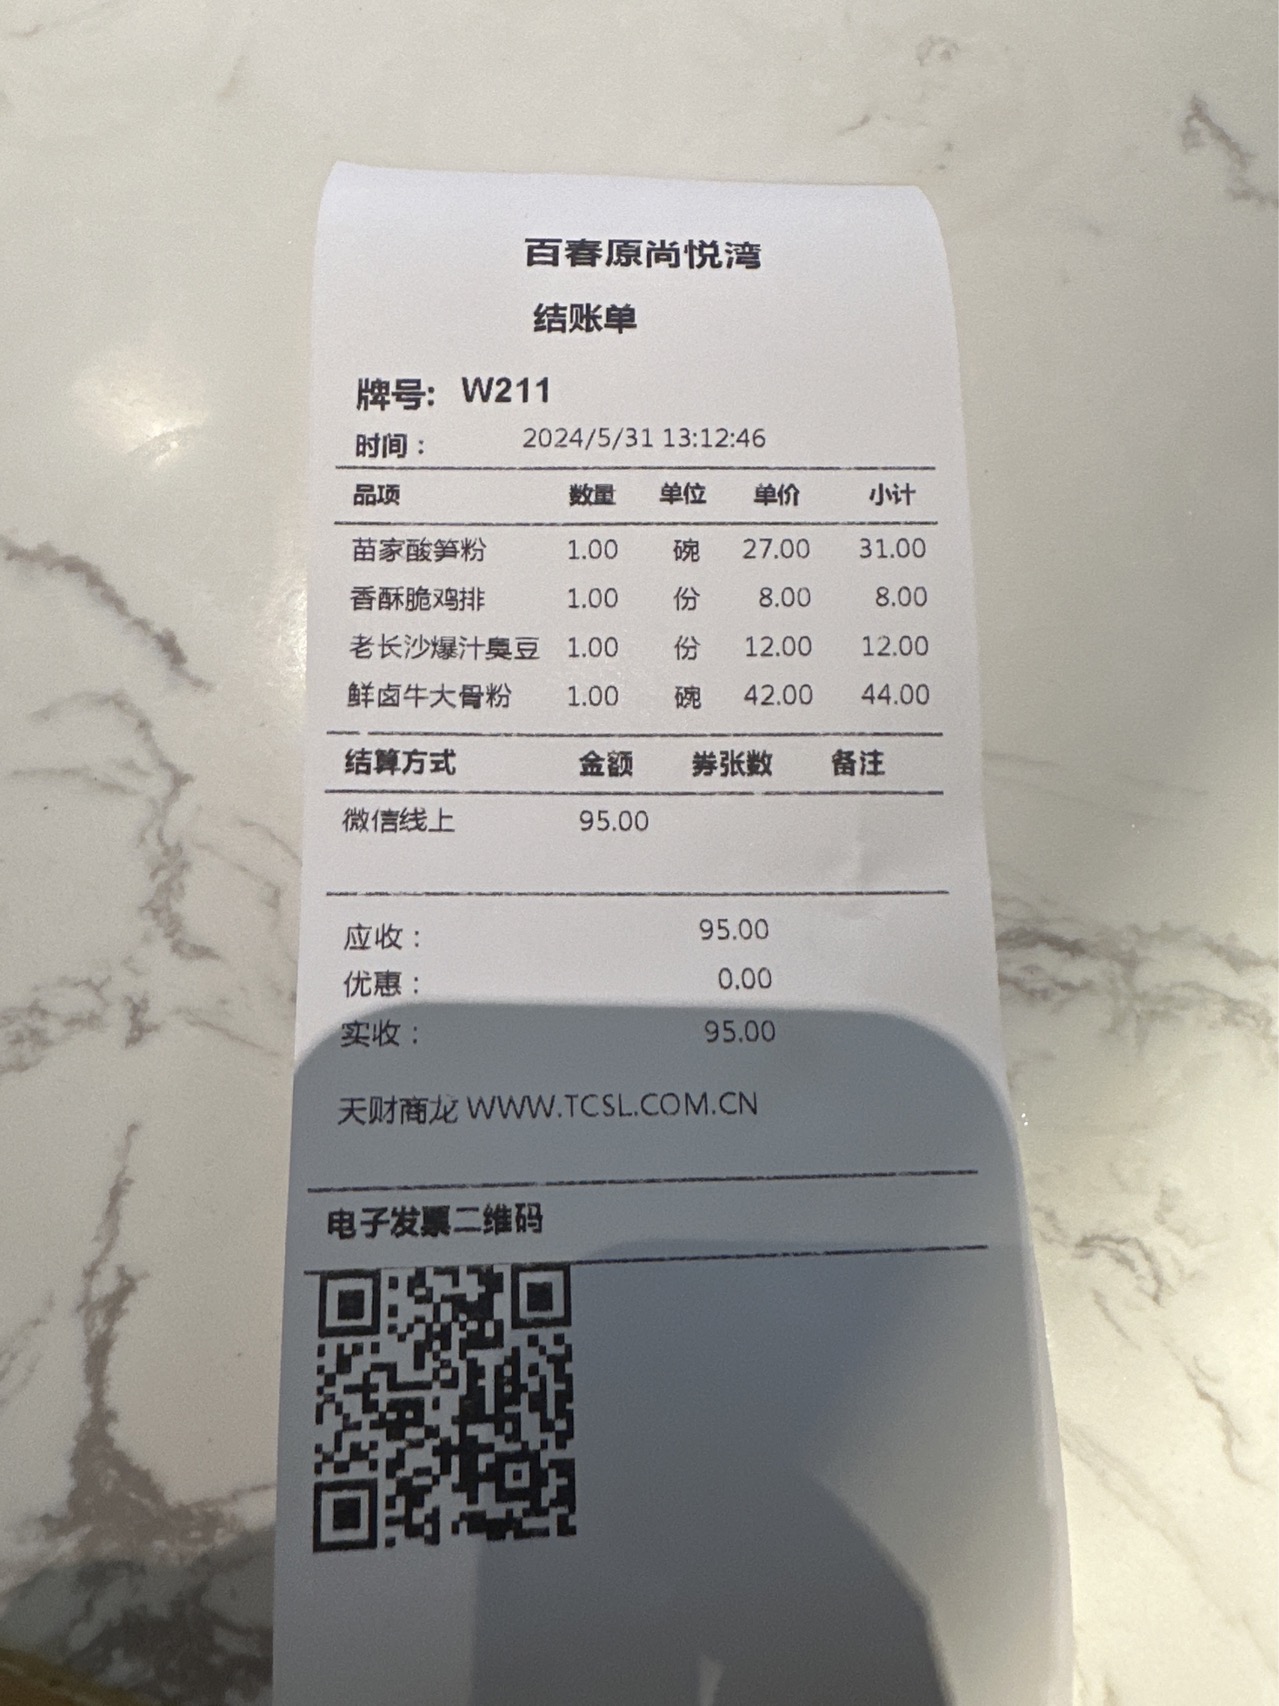 百春原尚悦湾
结账单
牌号: W211
时间： 2024/5/31 13:12:46
品项 数量 单位 单价 小计
苗家酸笋粉 1.00 碗 27.00 31.00
香酥脆鸡排 1.00 份 8.00 8.00
老长沙爆汁臭豆 1.00 份 12.00 12.00
鲜卤牛大骨粉 1.00 碗 42.00 44.00
结算方式 金额 券张数 备注
微信线上 95.00
应收： 95.00
优惠： 0.00
实收： 95.00
天财商龙 WWW.TCSL.COM.CN
电子发票二维码